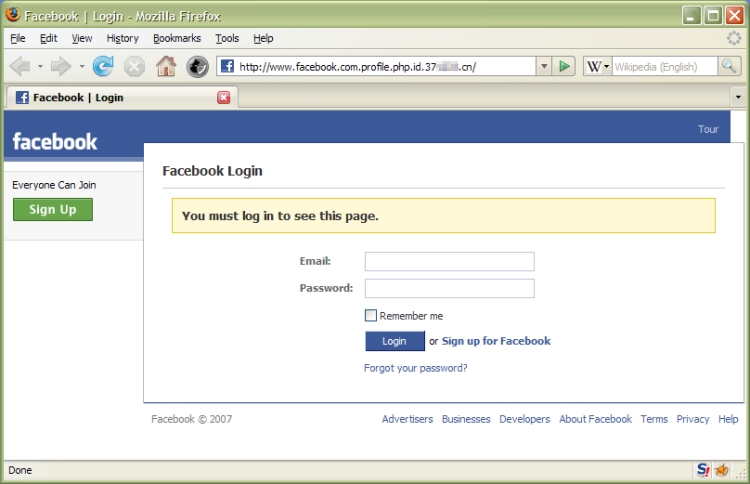 Facebook | Login - Mozilla Firefox
File Edit View History Bookmarks Tools Help
http://www.facebook.com.profile.php.id.37 .cn/
W Wikipedia (English)
Facebook | Login
facebook
Tour
Everyone Can Join
Sign Up
Facebook Login
You must log in to see this page.
Email:
Password:
Remember me
Login or Sign up for Facebook
Forgot your password?
Facebook © 2007 Advertisers Businesses Developers About Facebook Terms Privacy Help
Done